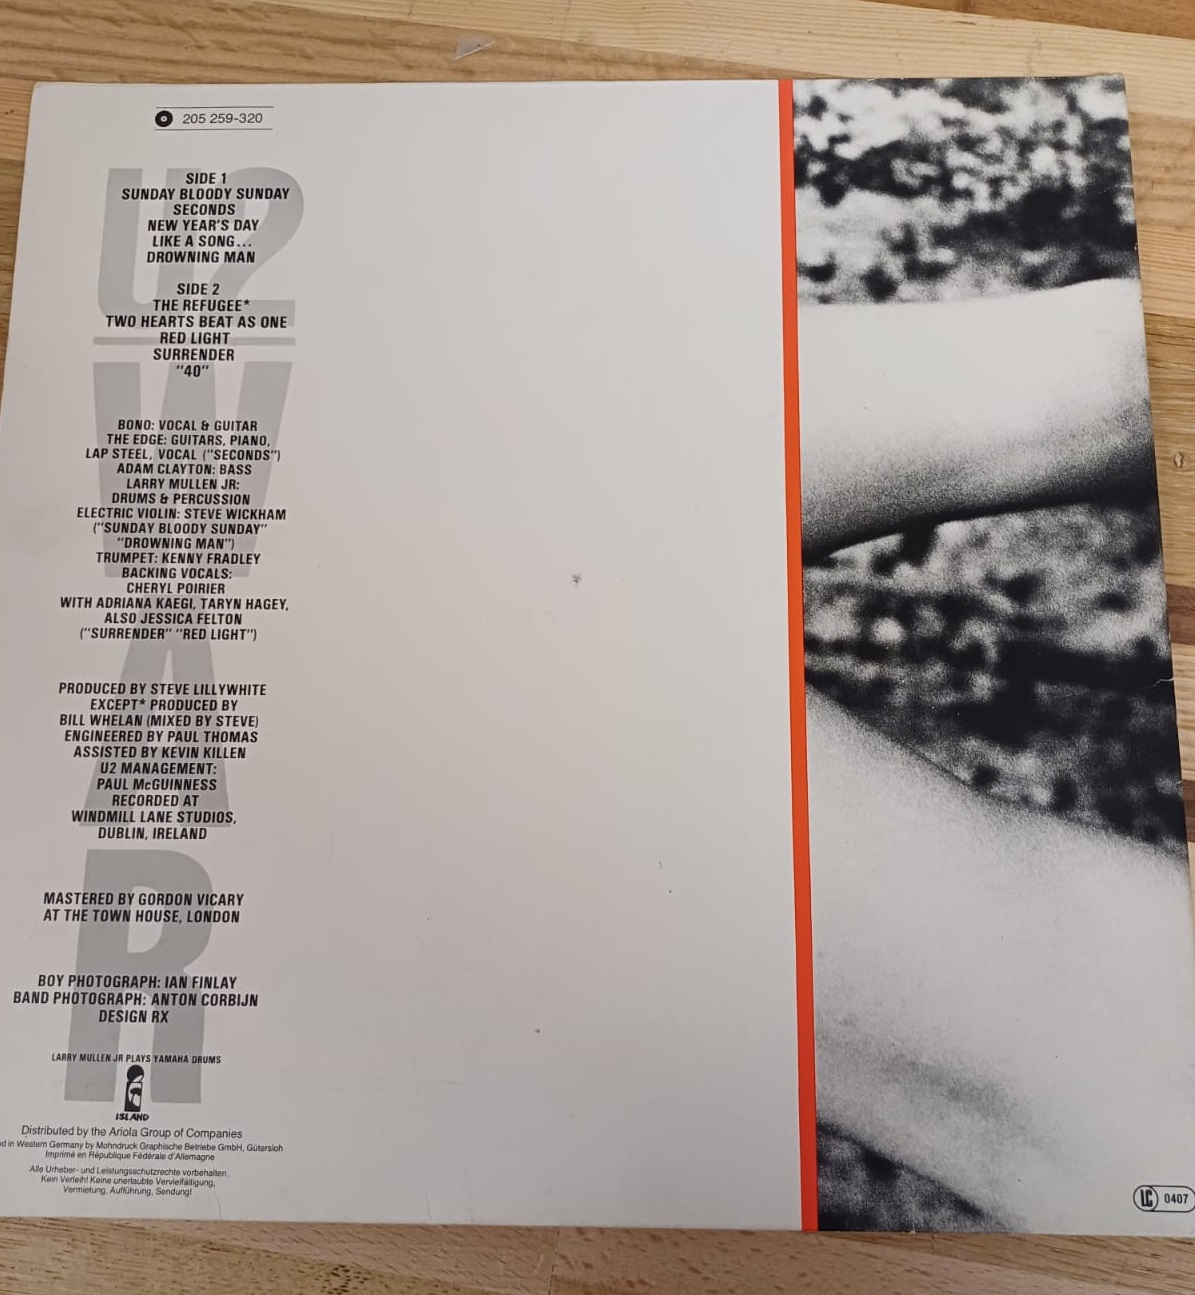 205 259-320
U2
WAR
SIDE 1
SUNDAY BLOODY SUNDAY
SECONDS
NEW YEAR'S DAY
LIKE A SONG...
DROWNING MAN
SIDE 2
THE REFUGEE*
TWO HEARTS BEAT AS ONE
RED LIGHT
SURRENDER
"40"
BONO: VOCAL & GUITAR
THE EDGE: GUITARS, PIANO,
LAP STEEL, VOCAL ("SECONDS")
ADAM CLAYTON: BASS
LARRY MULLEN JR:
DRUMS & PERCUSSION
ELECTRIC VIOLIN: STEVE WICKHAM
("SUNDAY BLOODY SUNDAY"
"DROWNING MAN")
TRUMPET: KENNY FRADLEY
BACKING VOCALS:
CHERYL POIRIER
WITH ADRIANA KAEGI, TARYN HAGEY,
ALSO JESSICA FELTON
("SURRENDER" "RED LIGHT")
PRODUCED BY STEVE LILLYWHITE
EXCEPT* PRODUCED BY
BILL WHELAN (MIXED BY STEVE)
ENGINEERED BY PAUL THOMAS
ASSISTED BY KEVIN KILLEN
U2 MANAGEMENT:
PAUL McGUINNESS
RECORDED AT
WINDMILL LANE STUDIOS,
DUBLIN, IRELAND
MASTERED BY GORDON VICARY
AT THE TOWN HOUSE, LONDON
BOY PHOTOGRAPH: IAN FINLAY
BAND PHOTOGRAPH: ANTON CORBIJN
DESIGN RX
LARRY MULLEN JR PLAYS YAMAHA DRUMS
ISLAND
Distributed by the Ariola Group of Companies
in Western Germany by Mohndruck Graphische Betriebe GmbH, Gütersloh
Imprimé en République Fédérale d'Allemagne
Alle Urheber- und Leistungsschutzrechte vorbehalten.
Kein Verleih! Keine unerlaubte Vervielfältigung,
Vermietung, Aufführung, Sendung!
LC 0407